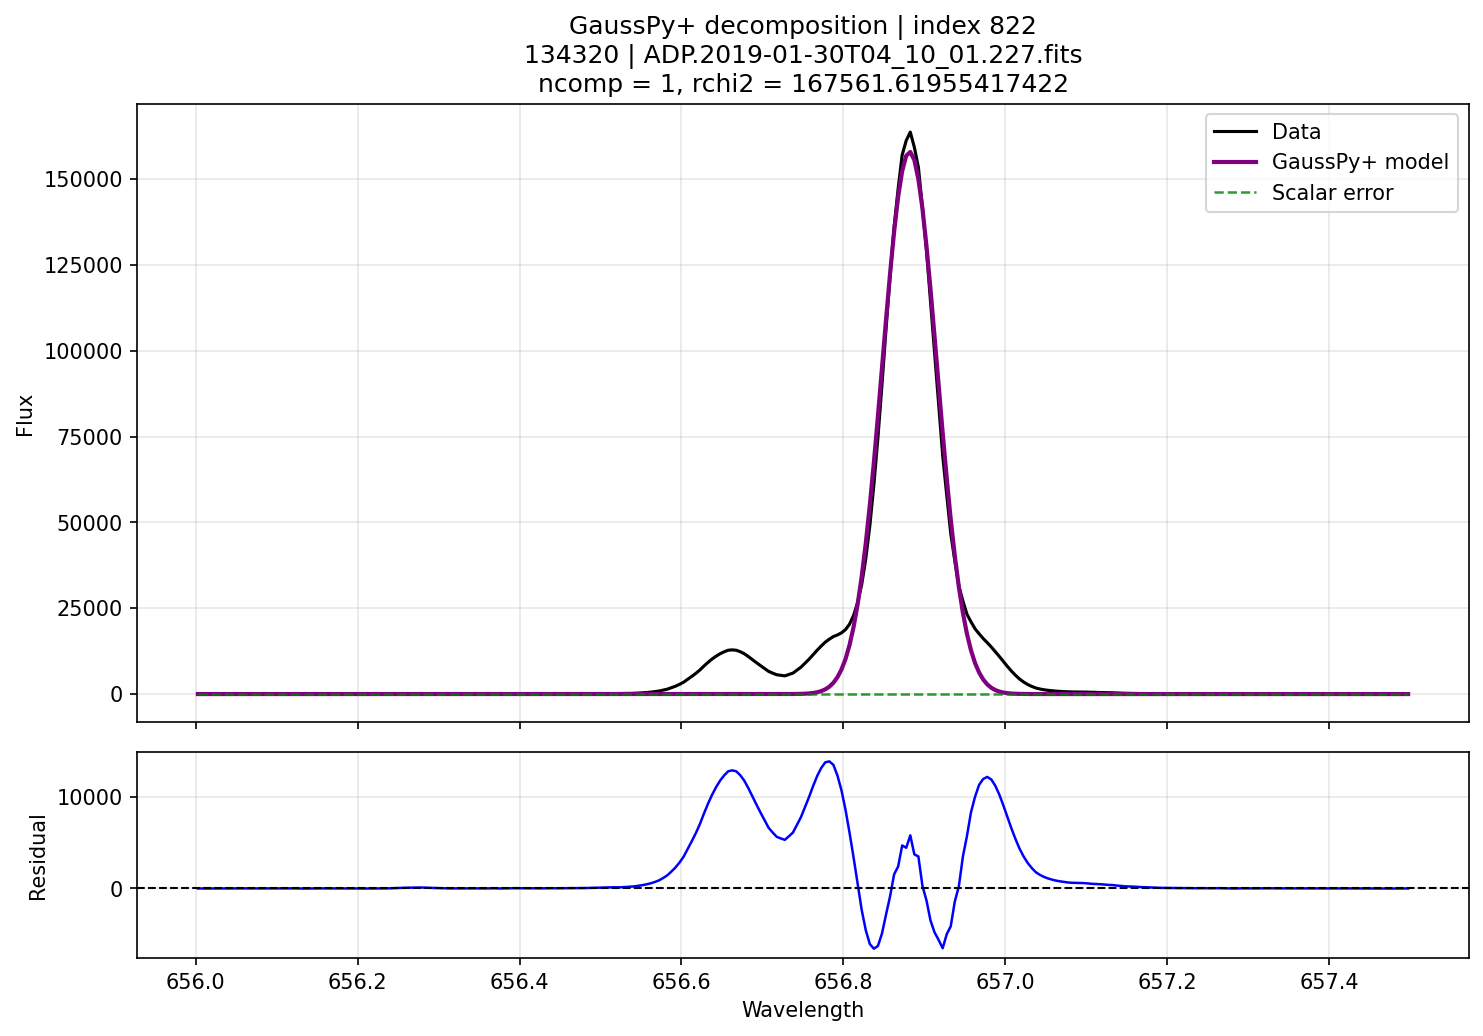 GaussPy+ decomposition | index 822
134320 | ADP.2019-01-30T04_10_01.227.fits
ncomp = 1, rchi2 = 167561.61955417422
Data
GaussPy+ model
Scalar error
150000
125000
100000
75000
50000
25000
0
Flux
10000
0
Residual
656.0 656.2 656.4 656.6 656.8 657.0 657.2 657.4
Wavelength